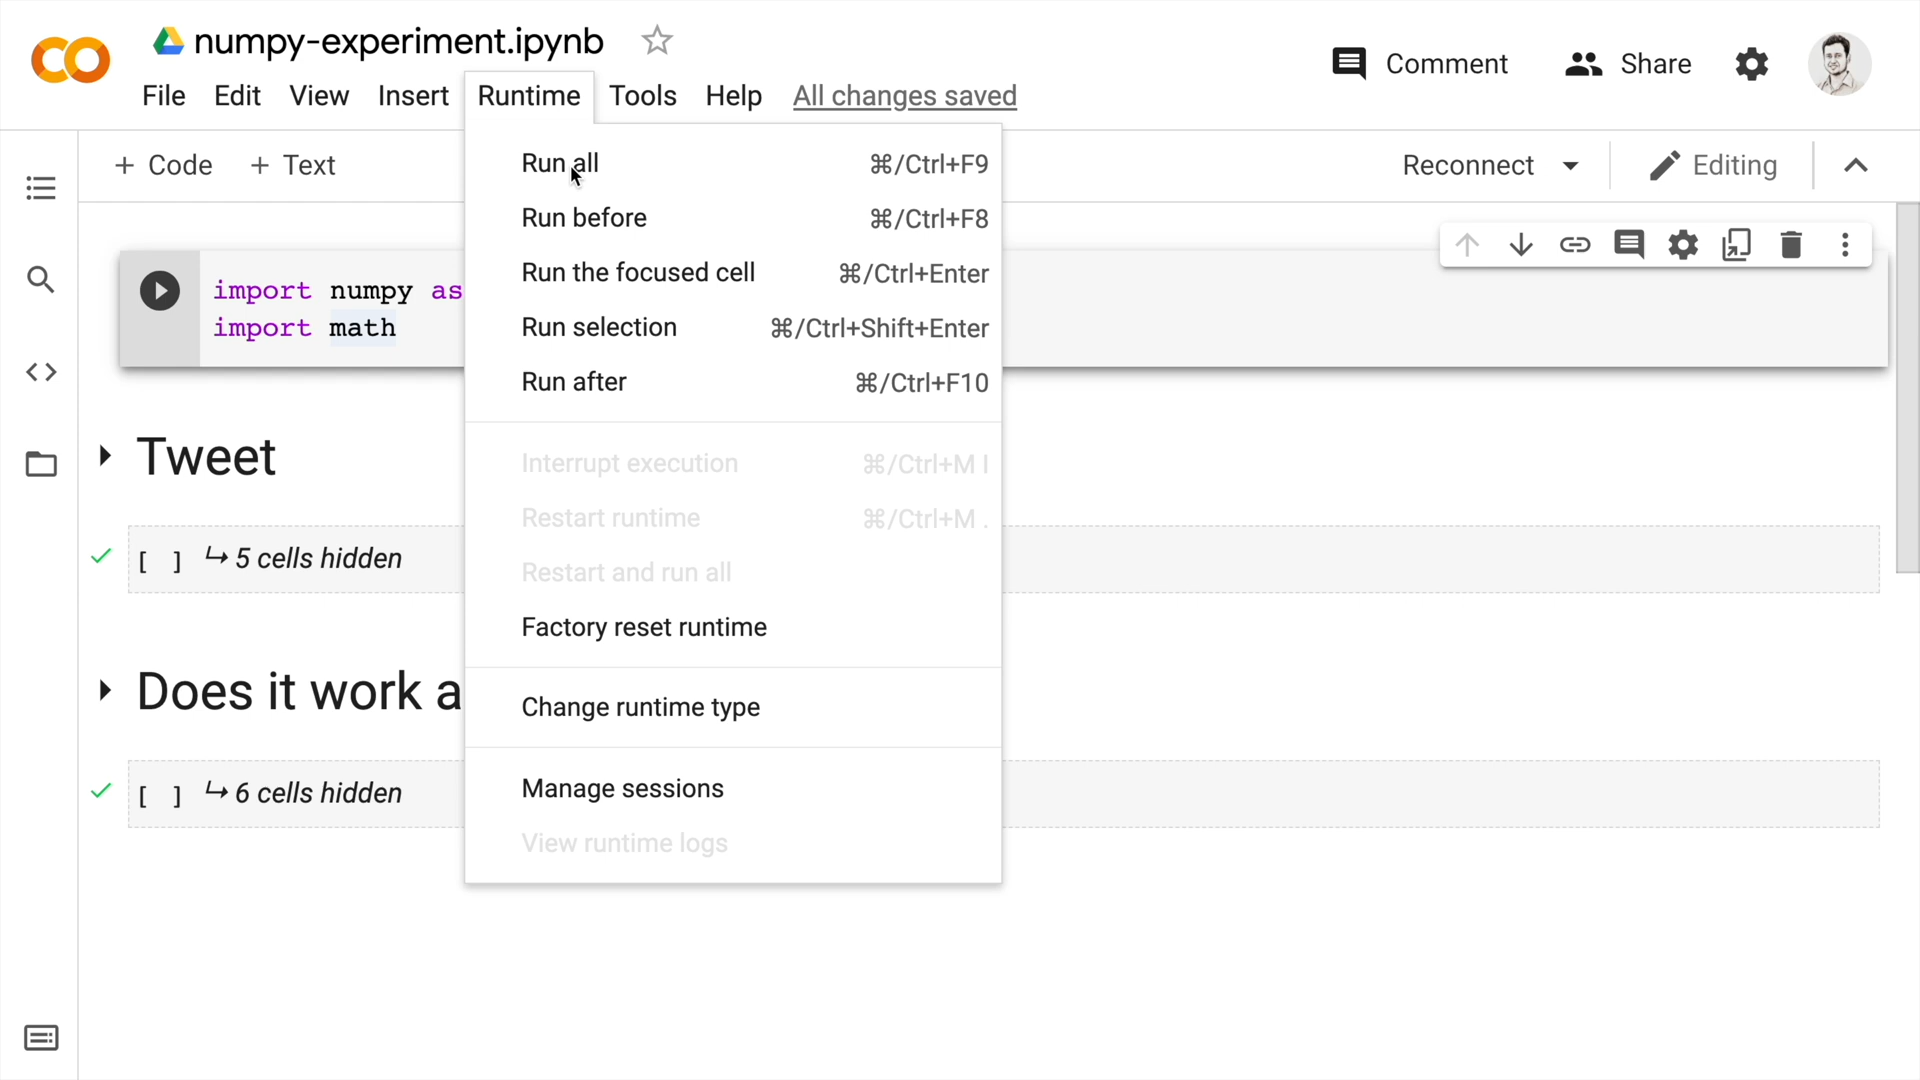 numpy-experiment.ipynb
File Edit View Insert Runtime Tools Help All changes saved
Comment Share
+ Code + Text
Reconnect Editing
Run all ⌘/Ctrl+F9
Run before ⌘/Ctrl+F8
Run the focused cell ⌘/Ctrl+Enter
Run selection ⌘/Ctrl+Shift+Enter
Run after ⌘/Ctrl+F10
Interrupt execution ⌘/Ctrl+M I
Restart runtime ⌘/Ctrl+M .
Restart and run all
Factory reset runtime
Change runtime type
Manage sessions
View runtime logs
import numpy as
import math
Tweet
[ ] ↳ 5 cells hidden
Does it work a
[ ] ↳ 6 cells hidden